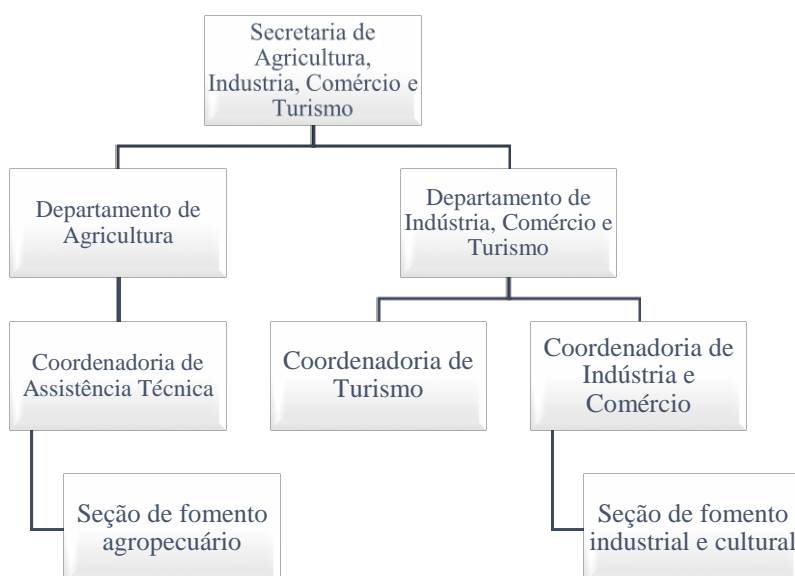 Secretaria de
Agricultura,
Industria, Comércio e
Turismo
Departamento de
Agricultura
Departamento de
Indústria, Comércio e
Turismo
Coordenadoria de
Assistência Técnica
Coordenadoria de
Turismo
Coordenadoria de
Indústria e
Comércio
Seção de fomento
agropecuário
Seção de fomento
industrial e cultural